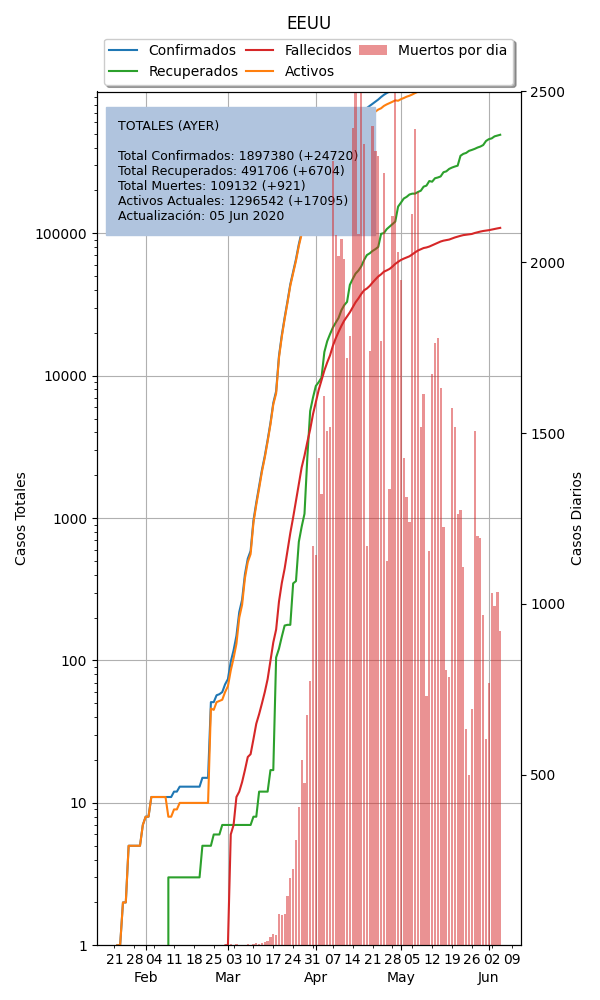 EEUU
Confirmados
Recuperados
Fallecidos
Activos
Muertos por dia
TOTALES (AYER)
Total Confirmados: 1897380 (+24720)
Total Recuperados: 491706 (+6704)
Total Muertes: 109132 (+921)
Activos Actuales: 1296542 (+17095)
Actualización: 05 Jun 2020
100000
10000
1000
100
10
1
Casos Totales
2500
2000
1500
1000
500
Casos Diarios
21 28 04 11 18 25 03 10 17 24 31 07 14 21 28 05 12 19 26 02 09
Feb Mar Apr May Jun